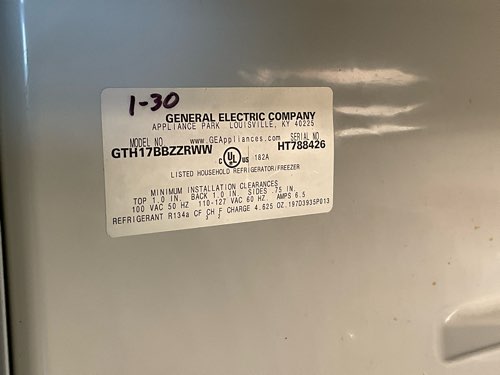 1-30
GENERAL ELECTRIC COMPANY
APPLIANCE PARK LOUISVILLE, KY 40225
MODEL NO. www.GEAppliances.com SERIAL NO.
GTH17BBZZRWW HT788426
C UL US 182A
LISTED HOUSEHOLD REFRIGERATOR/FREEZER
MINIMUM INSTALLATION CLEARANCES
TOP 1.0 IN. BACK 1.0 IN. SIDES .75 IN.
100 VAC 50 HZ 110-127 VAC 60 HZ AMPS 6.5
REFRIGERANT R134a CF CH F CHARGE 4.625 OZ. 197D3935P013